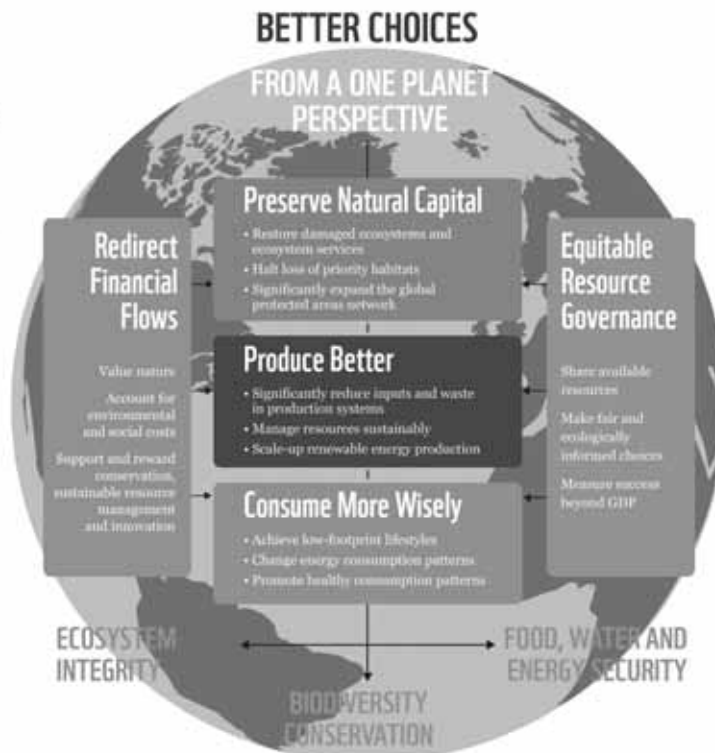 BETTER CHOICES
FROM A ONE PLANET
PERSPECTIVE
Preserve Natural Capital
• Restore damaged ecosystems and
ecosystem services
• Halt loss of priority habitats
• Significantly expand the global
protected areas network
Redirect
Financial
Flows
Value nature
Account for
environmental
and social costs
Support and reward
conservation,
sustainable resource
management
and innovation
Produce Better
• Significantly reduce inputs and waste
in production systems
• Manage resources sustainably
• Scale-up renewable energy production
Equitable
Resource
Governance
Share available
resources
Make fair and
ecologically
informed choices
Measure success
beyond GDP
Consume More Wisely
• Achieve low-footprint lifestyles
• Change energy consumption patterns
• Promote healthy consumption patterns
ECOSYSTEM
INTEGRITY
BIODIVERSITY
CONSERVATION
FOOD, WATER AND
ENERGY SECURITY